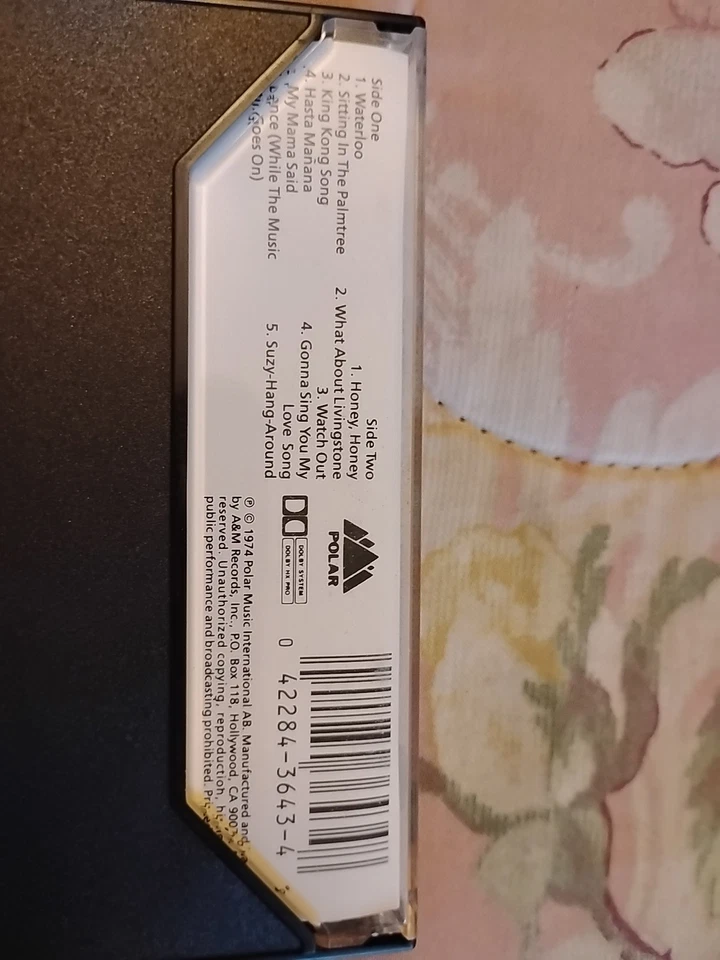 Side One
1. Waterloo
2. Sitting In The Palmtree
3. King Kong Song
4. Hasta Mañana
My Mama Said
(While The Music
Goes On)
Side Two
1. Honey, Honey
2. What About Livingstone
3. Watch Out
4. Gonna Sing You My
Love Song
5. Suzy-Hang-Around
POLAR
DOLBY SYSTEM
DOLBY HX PRO
0 42284-3643-4
℗ © 1974 Polar Music International AB. Manufactured and
by A&M Records, Inc., P.O. Box 118, Hollywood, CA
reserved. Unauthorized copying, reproduction,
public performance and broadcasting prohibited.